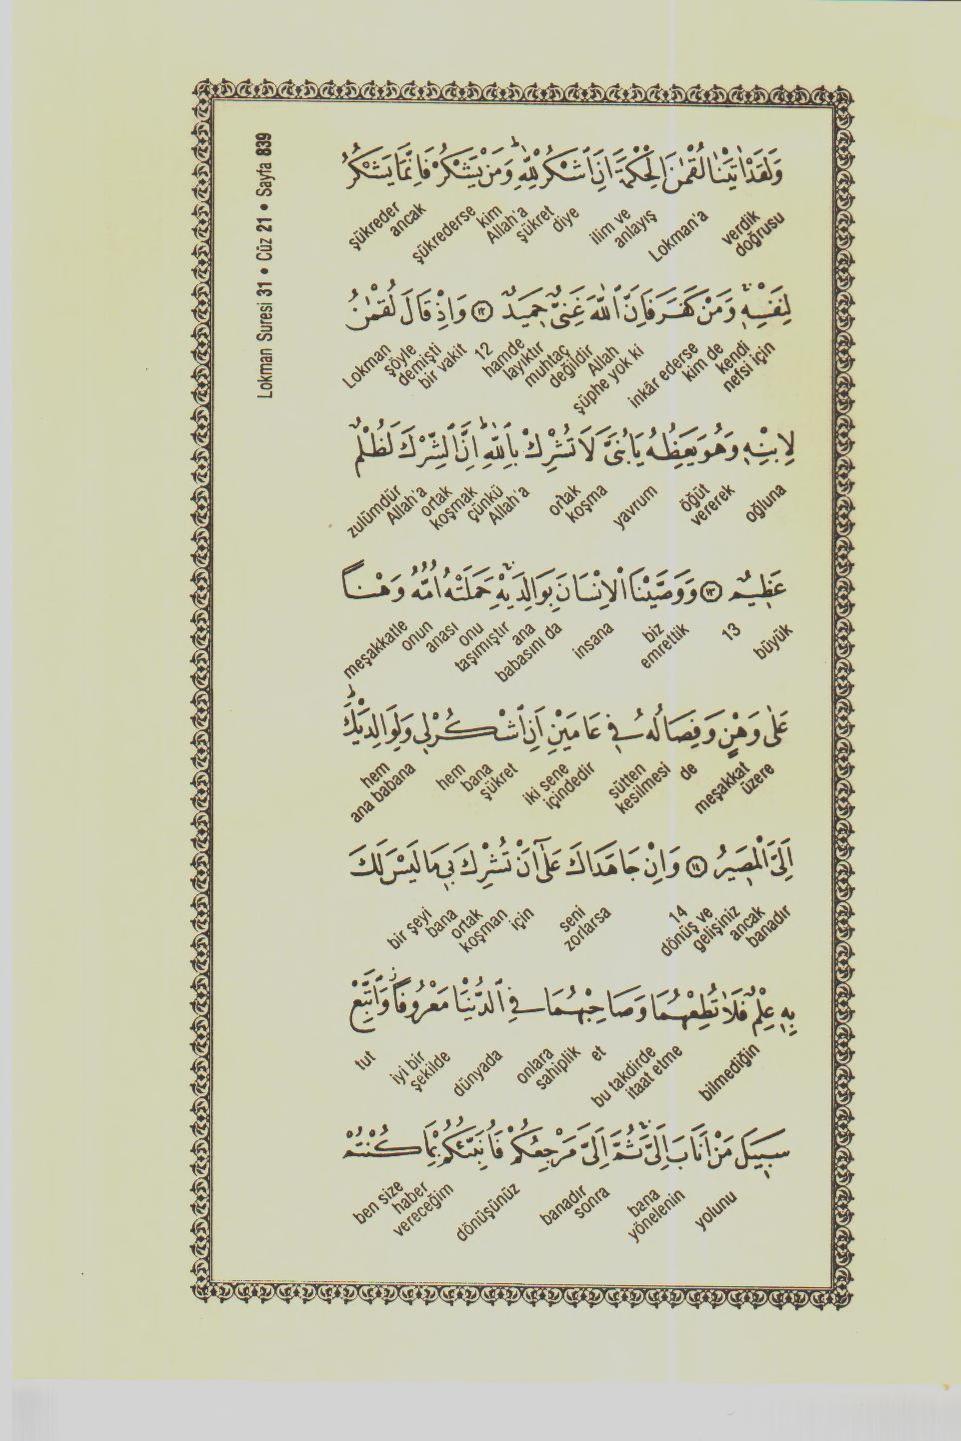 Lokman Suresi 31 • Cüz 21 • Sayfa 839
وَلَقَدْ اٰتَيْنَا لُقْمٰنَ الْحِكْمَةَ اَنِ اشْكُرْ لِلّٰهِۜ وَمَنْ يَشْكُرْ فَاِنَّمَا يَشْكُرُ
doğrusu verdik Lokman'a ilim ve anlayış diye şükret Allah'a kim şükrederse ancak şükreder
لِنَفْسِهٖۚ وَمَنْ كَفَرَ فَاِنَّ اللّٰهَ غَنِىٌّ حَمٖيدٌ ﴿١٢﴾ وَاِذْ قَالَ لُقْمٰنُ
kendi nefsi için kim de inkâr ederse şüphe yok ki Allah muhtaç değildir hamde layıktır 12 bir vakit şöyle demişti Lokman
لِابْنِهٖ وَهُوَ يَعِظُهُ يَابُنَىَّ لَا تُشْرِكْ بِاللّٰهِۜ اِنَّ الشِّرْكَ لَظُلْمٌ
oğluna öğüt vererek yavrum ortak koşma Allah'a çünkü ortak koşmak Allah'a zulümdür
عَظٖيمٌ ﴿١٣﴾ وَوَصَّيْنَا الْاِنْسَانَ بِوَالِدَيْهِۚ حَمَلَتْهُ اُمُّهُ وَهْنًا
büyük 13 biz emrettik insana ana babasını da taşımıştır onu anası onun meşakkatle
عَلٰى وَهْنٍ وَفِصَالُهُ فٖى عَامَيْنِ اَنِ اشْكُرْ لٖى وَلِوَالِدَيْكَۜ
meşakkat üzere de sütten kesilmesi iki sene içindedir bana şükret hem hem ana babana
اِلَىَّ الْمَصٖيرُ ﴿١٤﴾ وَاِنْ جَاهَدَاكَ عَلٰٓى اَنْ تُشْرِكَ بٖى مَا لَيْسَ لَكَ
ancak banadır dönüş ve gelişiniz 14 seni zorlarsa için ortak koşman bana bir şeyi
بِهٖ عِلْمٌ فَلَا تُطِعْهُمَا وَصَاحِبْهُمَا فِى الدُّنْيَا مَعْرُوفًاۘ وَاتَّبِعْ
bilmediğin bu takdirde itaat etme et onlara sahiplik dünyada iyi bir şekilde tut
سَبٖيلَ مَنْ اَنَابَ اِلَىَّۚ ثُمَّ اِلَىَّ مَرْجِعُكُمْ فَاُنَبِّئُكُمْ بِمَا كُنْتُمْ
yolunu bana yönelenin sonra banadır dönüşünüz ben size haber vereceğim